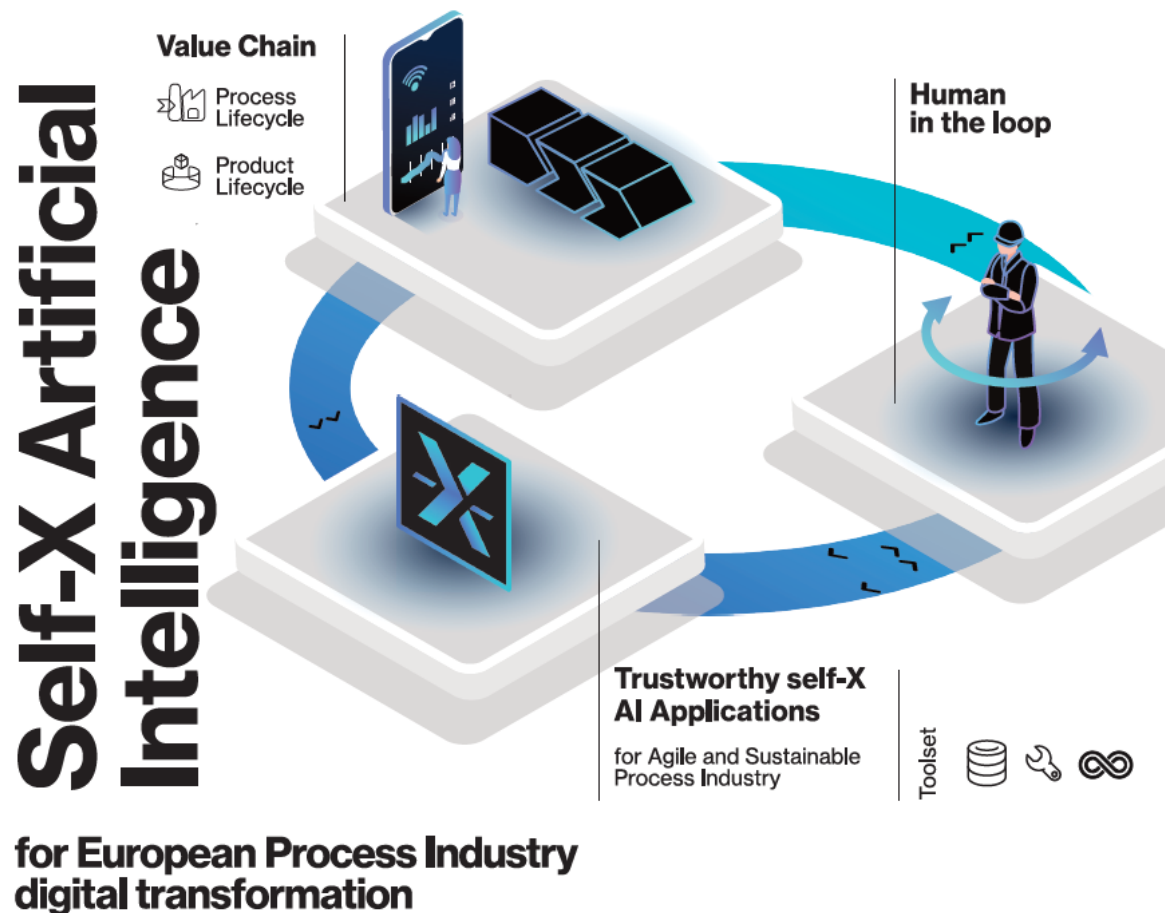 Self-X Artificial
Intelligence
for European Process Industry
digital transformation
Value Chain
Process
Lifecycle
Product
Lifecycle
Human
in the loop
Trustworthy self-X
AI Applications
for Agile and Sustainable
Process Industry
Toolset